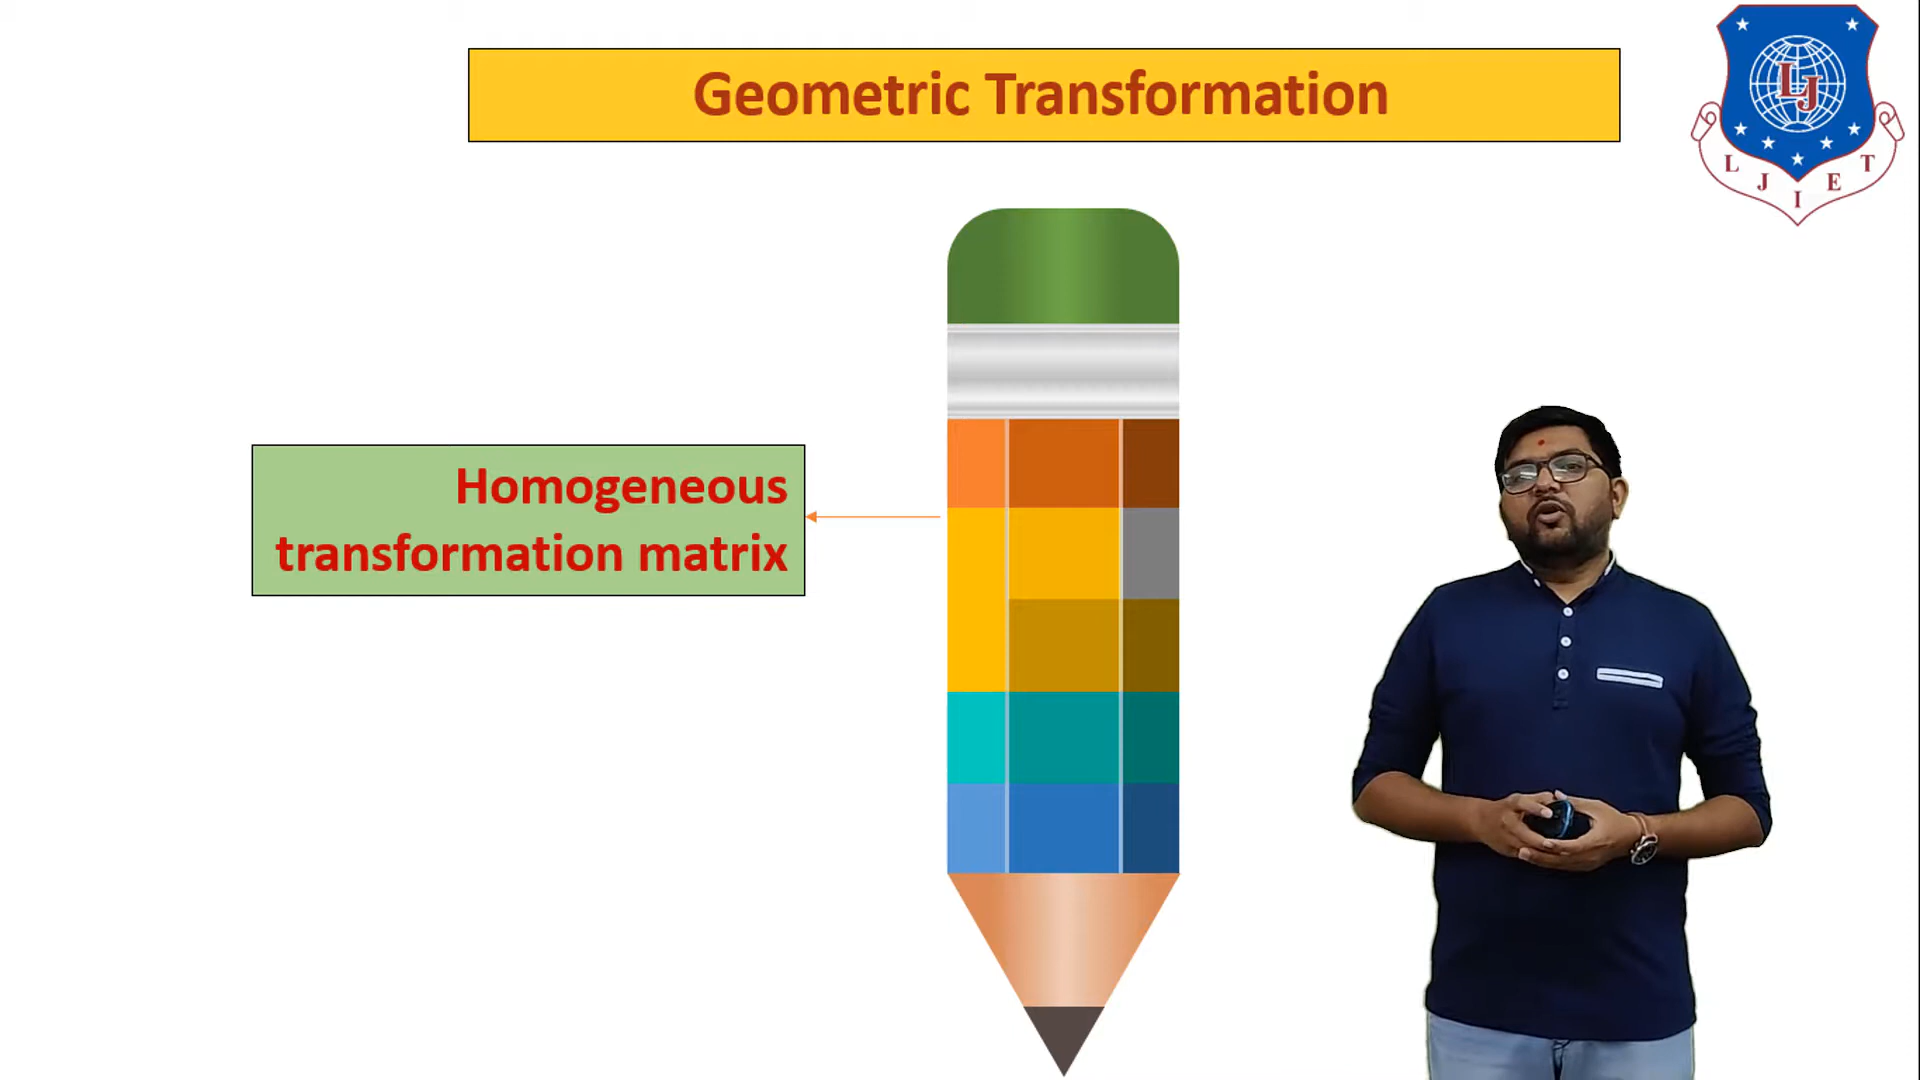 Geometric Transformation
LJ
L J I E T
Homogeneous
transformation matrix